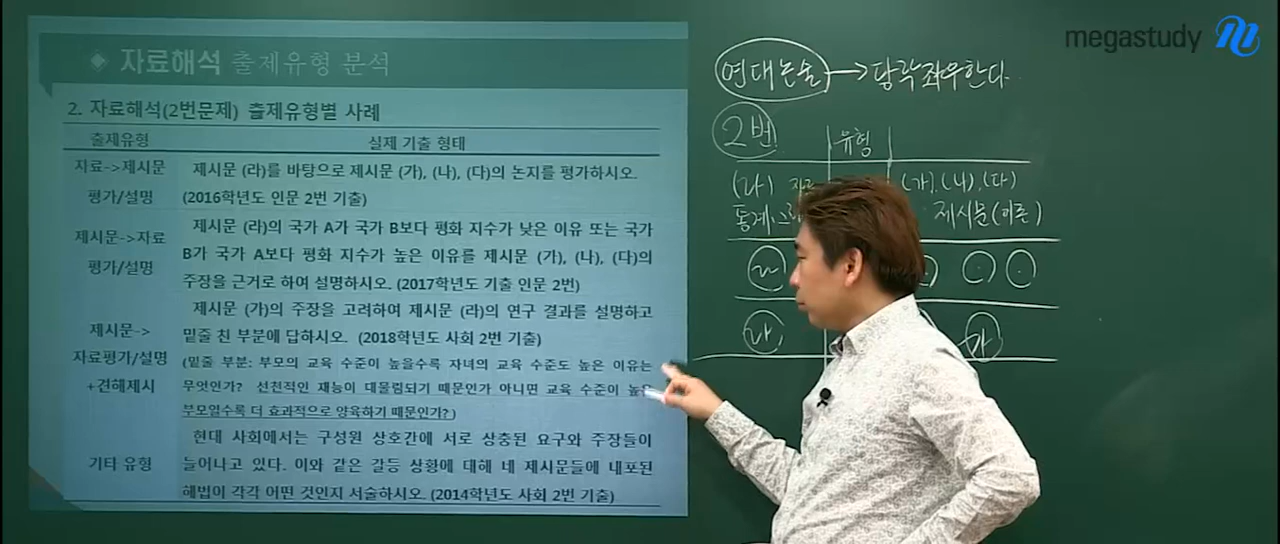 megastudy
◈ 자료해석 출제유형 분석
2. 자료해석(2번문제) 출제유형별 사례
출제유형 실제 기출 형태
자료->제시문 평가/설명
제시문 (라)를 바탕으로 제시문 (가), (나), (다)의 논지를 평가하시오.
(2016학년도 인문 2번 기출)
제시문->자료 평가/설명
제시문 (라)의 국가 A가 국가 B보다 평화 지수가 낮은 이유 또는 국가
B가 국가 A보다 평화 지수가 높은 이유를 제시문 (가), (나), (다)의
주장을 근거로 하여 설명하시오. (2017학년도 기출 인문 2번)
제시문-> 자료평가/설명 +견해제시
제시문 (가)의 주장을 고려하여 제시문 (라)의 연구 결과를 설명하고
밑줄 친 부분에 답하시오. (2018학년도 사회 2번 기출)
(밑줄 부분: 부모의 교육 수준이 높을수록 자녀의 교육 수준도 높은 이유는
무엇인가? 선천적인 재능이 대물림되기 때문인가 아니면 교육 수준이 높은
부모일수록 더 효과적으로 양육하기 때문인가?)
기타 유형
현대 사회에서는 구성원 상호간에 서로 상충된 요구와 주장들이
늘어나고 있다. 이와 같은 갈등 상황에 대해 네 제시문들에 내포된
해법이 각각 어떤 것인지 서술하시오. (2014학년도 사회 2번 기출)
연대논술 → 당락좌우한다.
2번 유형
(라) (가), (나), (다)
제시문(이론)
라
라 가